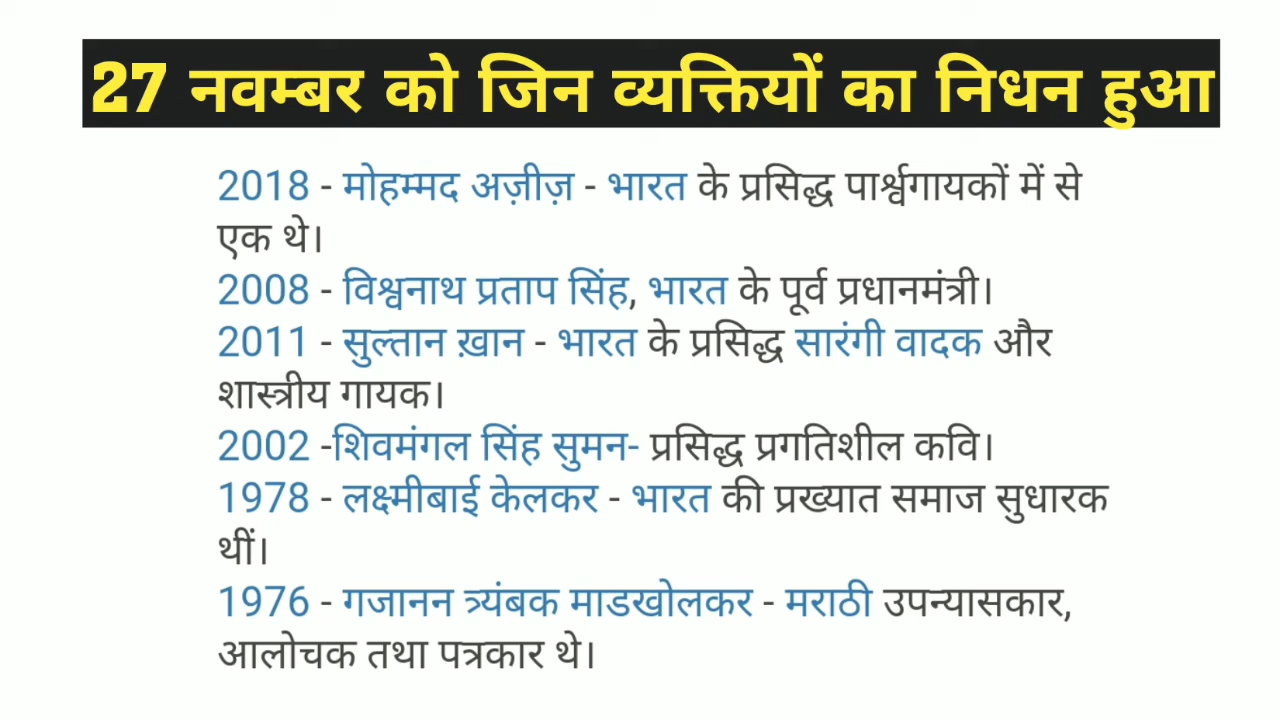 27 नवम्बर को जिन व्यक्तियों का निधन हुआ
2018 - मोहम्मद अज़ीज़ - भारत के प्रसिद्ध पार्श्वगायकों में से
एक थे।
2008 - विश्वनाथ प्रताप सिंह, भारत के पूर्व प्रधानमंत्री।
2011 - सुल्तान ख़ान - भारत के प्रसिद्ध सारंगी वादक और
शास्त्रीय गायक।
2002 -शिवमंगल सिंह सुमन- प्रसिद्ध प्रगतिशील कवि।
1978 - लक्ष्मीबाई केलकर - भारत की प्रख्यात समाज सुधारक
थीं।
1976 - गजानन त्र्यंबक माडखोलकर - मराठी उपन्यासकार,
आलोचक तथा पत्रकार थे।